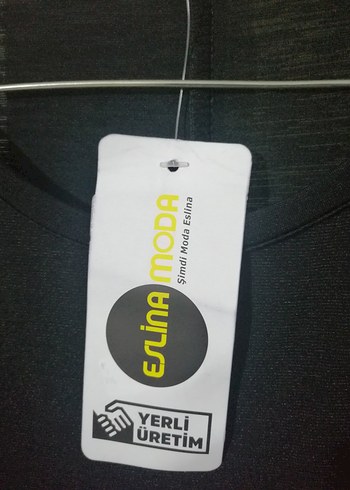 ESLİNA MODA
Şimdi Moda Eslina
YERLİ
ÜRETİM